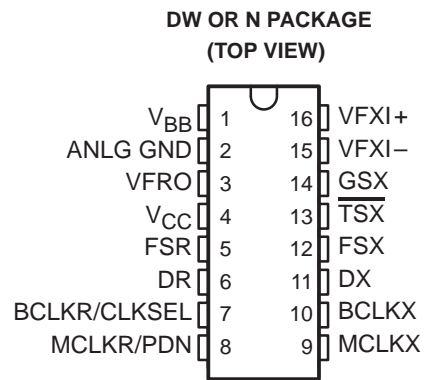 DW OR N PACKAGE
(TOP VIEW)
VBB 1 16 VFXI+
ANLG GND 2 15 VFXI–
VFRO 3 14 GSX
VCC 4 13 TSX
FSR 5 12 FSX
DR 6 11 DX
BCLKR/CLKSEL 7 10 BCLKX
MCLKR/PDN 8 9 MCLKX